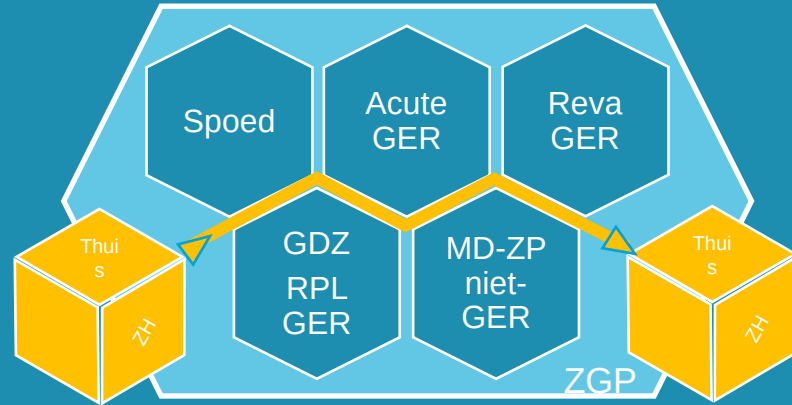 Spoed
Acute
GER
Reva
GER
GDZ
RPL
GER
MD-ZP
niet-
GER
Thui
s
ZH
Thui
s
ZH
ZGP